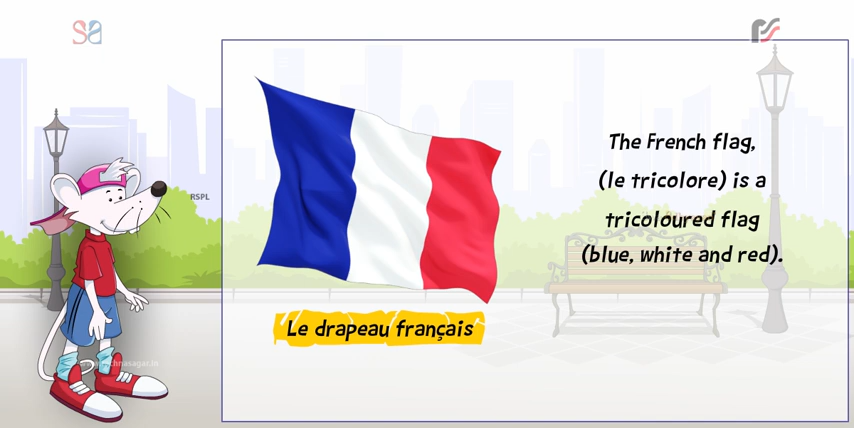 sa
RSPL
The French flag,
(le tricolore) is a
tricoloured flag
(blue, white and red).
Le drapeau français